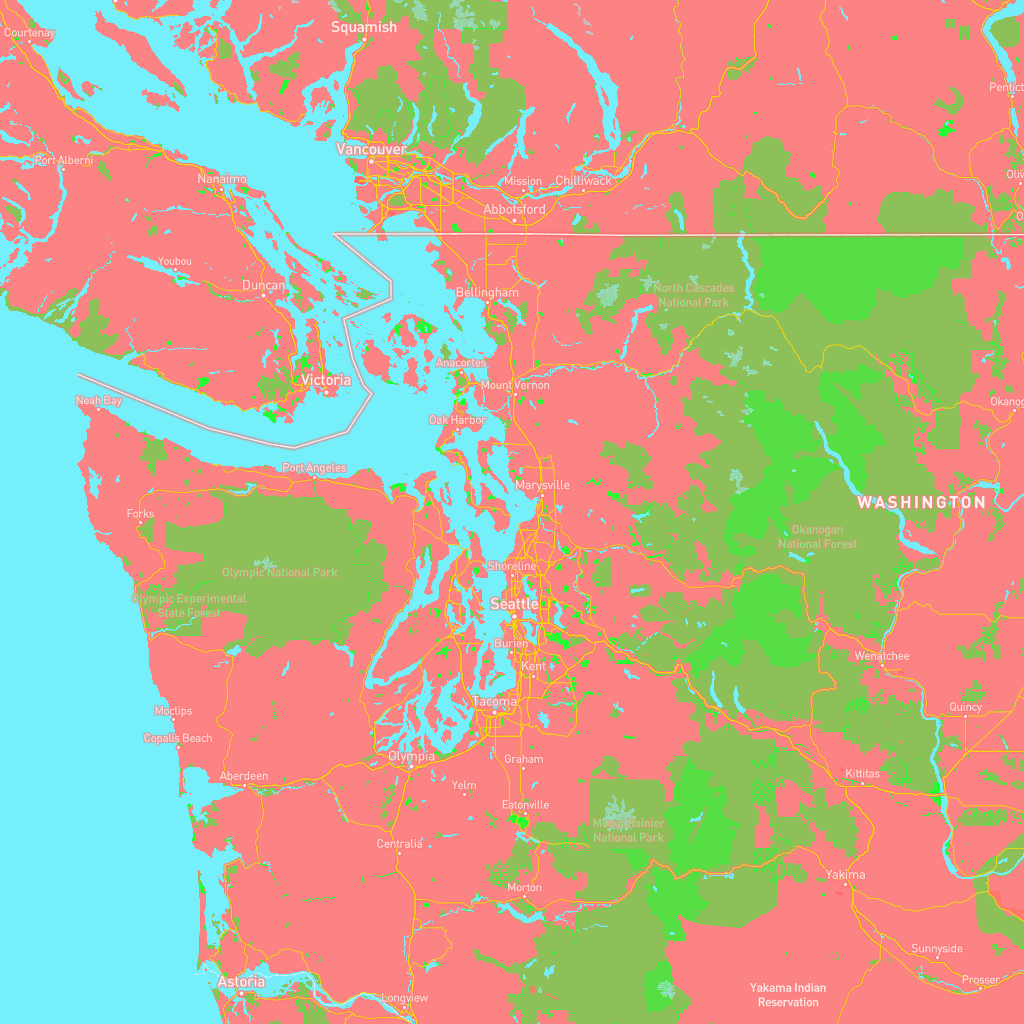 Courtenay
Squamish
Vancouver
Port Alberni
Nanaimo
Mission
Chilliwack
Abbotsford
Youbou
Duncan
Bellingham
North Cascades
National Park
Anacortes
Victoria
Mount Vernon
Neah Bay
Oak Harbor
Port Angeles
Marysville
WASHINGTON
Forks
Okanogan
National Forest
Shoreline
Olympic National Park
Olympic Experimental
State Forest
Seattle
Burien
Wenatchee
Kent
Tacoma
Moclips
Quincy
Copalis Beach
Olympia
Graham
Aberdeen
Yelm
Kittitas
Eatonville
Mount Rainier
National Park
Centralia
Morton
Yakima
Sunnyside
Astoria
Prosser
Yakama Indian
Reservation
Longview